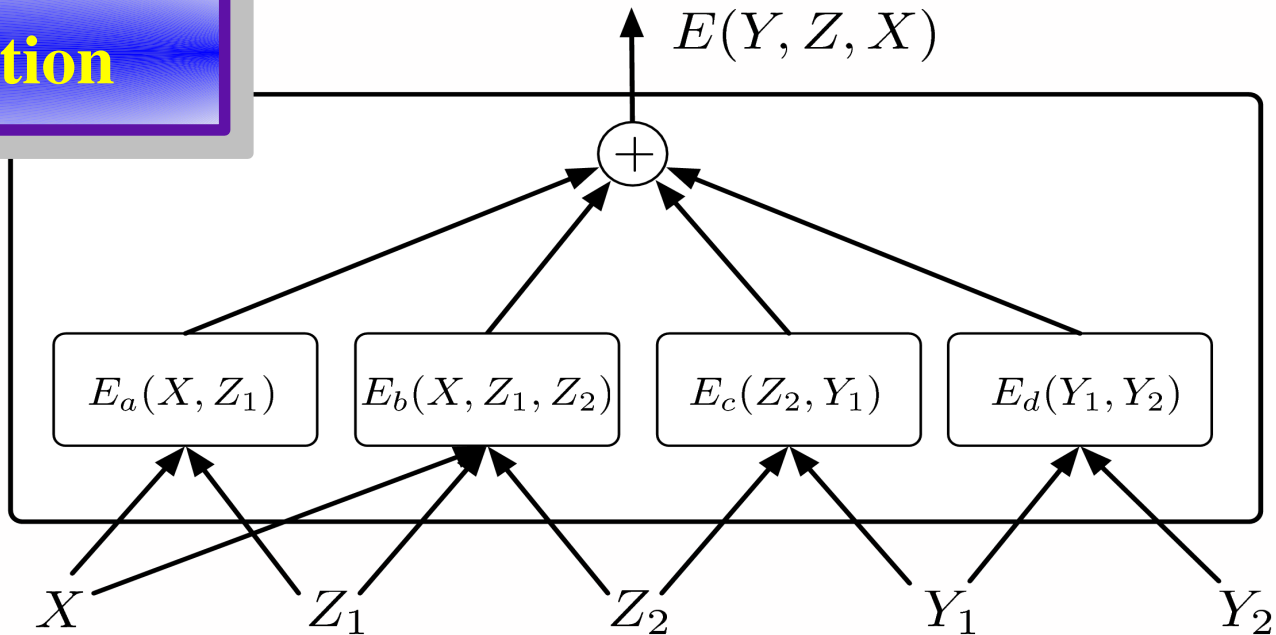 tion
E(Y, Z, X)
+
E_a(X, Z_1)
E_b(X, Z_1, Z_2)
E_c(Z_2, Y_1)
E_d(Y_1, Y_2)
X
Z_1
Z_2
Y_1
Y_2